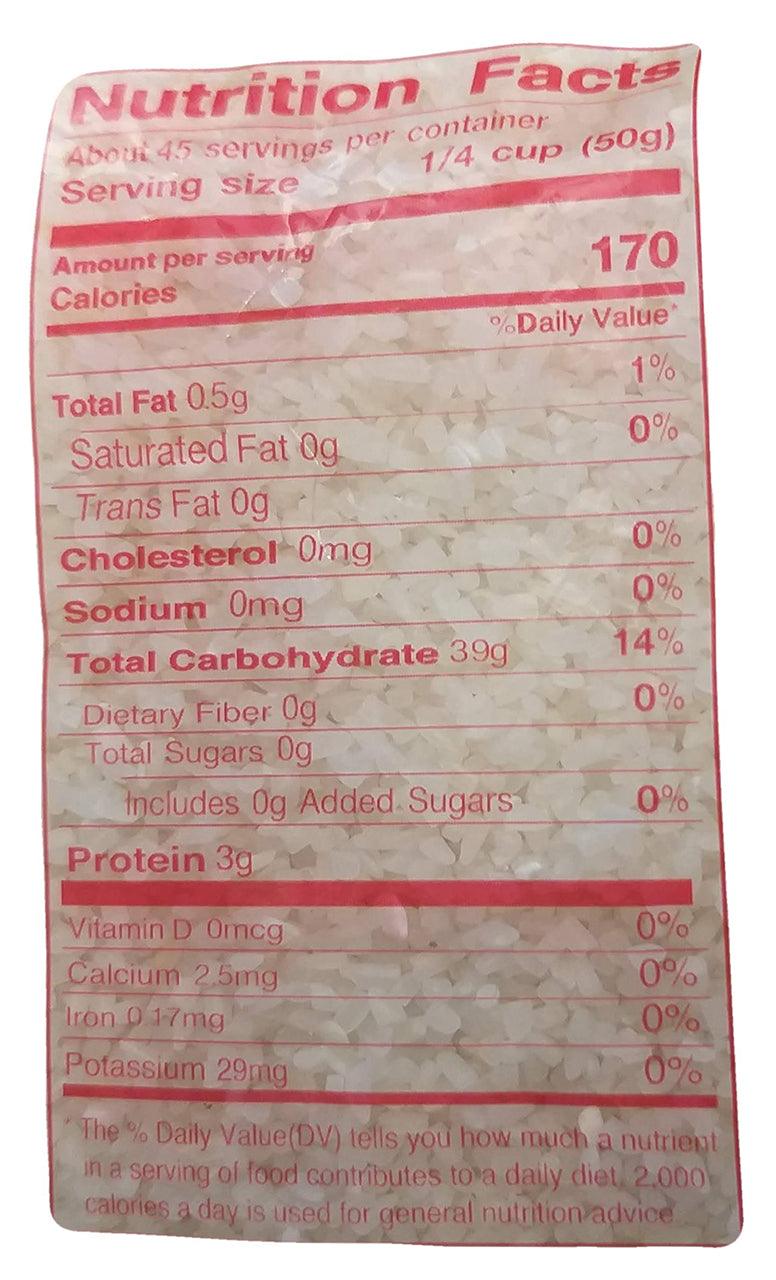 Nutrition Facts
About 45 servings per container
Serving size 1/4 cup (50g)
Amount per serving
Calories 170
%Daily Value*
Total Fat 0.5g 1%
Saturated Fat 0g 0%
Trans Fat 0g
Cholesterol 0mg 0%
Sodium 0mg 0%
Total Carbohydrate 39g 14%
Dietary Fiber 0g 0%
Total Sugars 0g
Includes 0g Added Sugars 0%
Protein 3g
Vitamin D 0mcg 0%
Calcium 2.5mg 0%
Iron 0.17mg 0%
Potassium 29mg 0%
* The % Daily Value(DV) tells you how much a nutrient
in a serving of food contributes to a daily diet. 2,000
calories a day is used for general nutrition advice